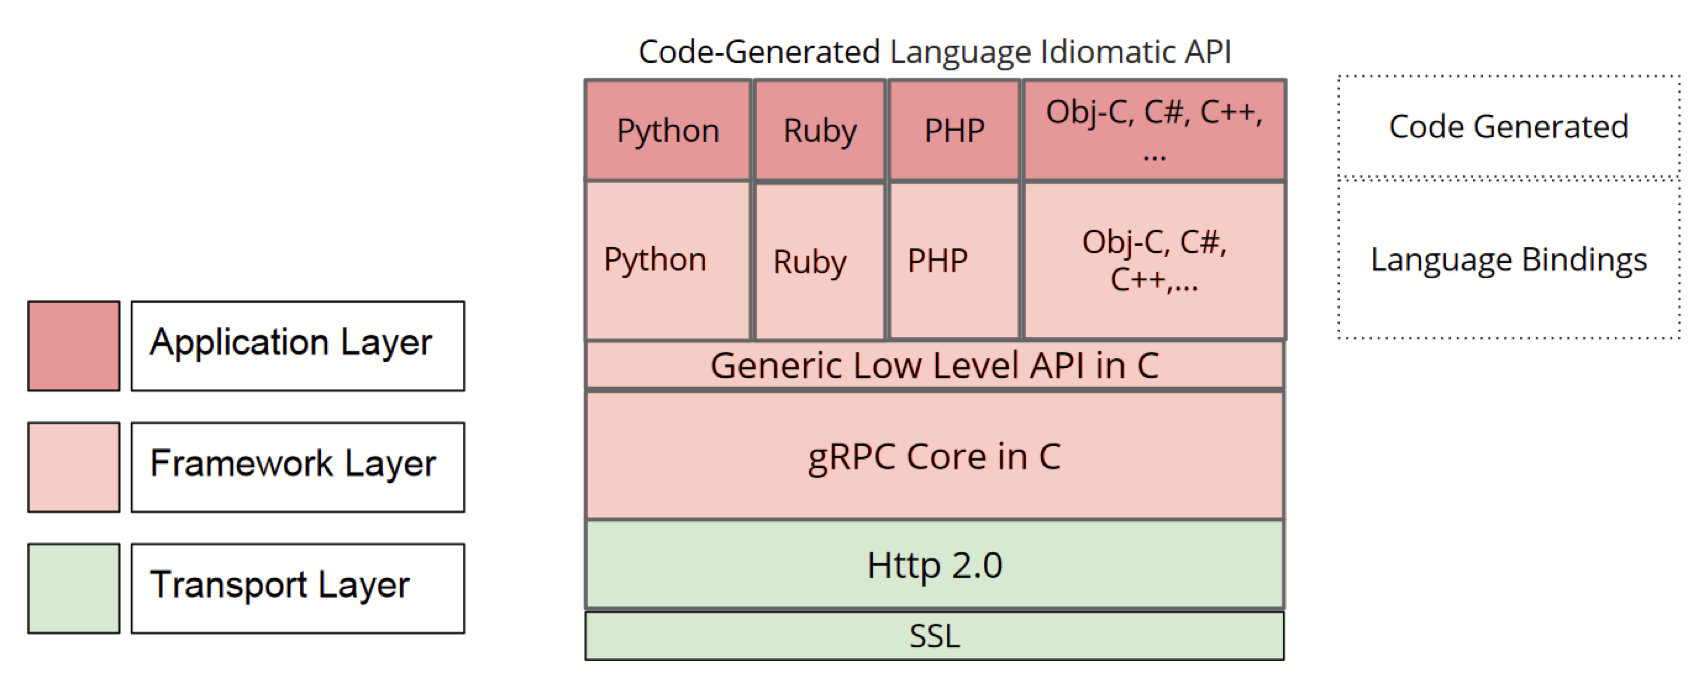 Code-Generated Language Idiomatic API
Python
Ruby
PHP
Obj-C, C#, C++,
...
Code Generated
Python
Ruby
PHP
Obj-C, C#,
C++,...
Language Bindings
Application Layer
Generic Low Level API in C
Framework Layer
gRPC Core in C
Transport Layer
Http 2.0
SSL